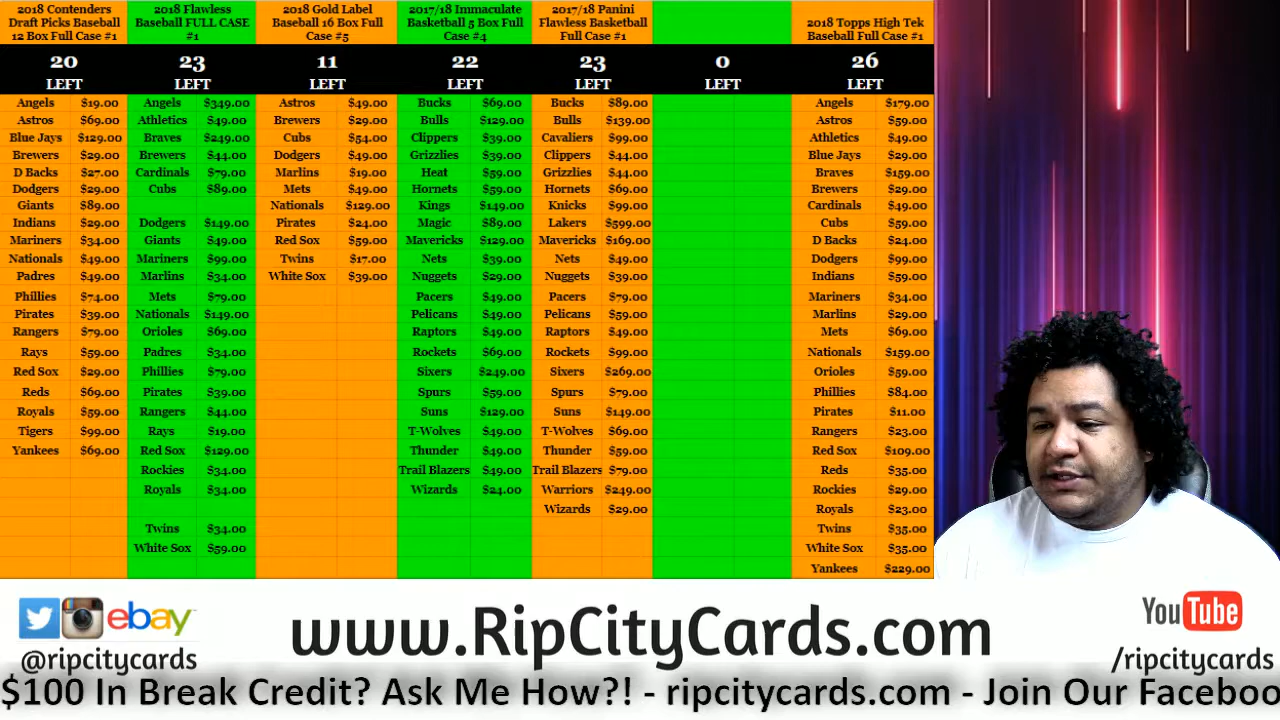 2018 Contenders
Draft Picks Baseball
12 Box Full Case #1
20
LEFT
Angels $19.00
Astros $69.00
Blue Jays $129.00
Brewers $29.00
D Backs $27.00
Dodgers $29.00
Giants $89.00
Indians $29.00
Mariners $34.00
Nationals $49.00
Padres $49.00
Phillies $74.00
Pirates $39.00
Rangers $79.00
Rays $59.00
Red Sox $29.00
Reds $69.00
Royals $59.00
Tigers $99.00
Yankees $69.00
2018 Flawless
Baseball FULL CASE
#1
23
LEFT
Angels $349.00
Athletics $49.00
Braves $249.00
Brewers $44.00
Cardinals $79.00
Cubs $89.00
Dodgers $149.00
Giants $49.00
Mariners $99.00
Marlins $34.00
Mets $79.00
Nationals $149.00
Orioles $69.00
Padres $34.00
Phillies $79.00
Pirates $39.00
Rangers $44.00
Rays $19.00
Red Sox $129.00
Rockies $34.00
Royals $34.00
Twins $34.00
White Sox $59.00
2018 Gold Label
Baseball 16 Box Full
Case #5
11
LEFT
Astros $49.00
Brewers $29.00
Cubs $54.00
Dodgers $49.00
Marlins $19.00
Mets $49.00
Nationals $129.00
Pirates $24.00
Red Sox $59.00
Twins $17.00
White Sox $39.00
2017/18 Immaculate
Basketball 5 Box Full
Case #4
22
LEFT
Bucks $69.00
Bulls $129.00
Clippers $39.00
Grizzlies $39.00
Heat $59.00
Hornets $59.00
Kings $149.00
Magic $89.00
Mavericks $129.00
Nets $39.00
Nuggets $29.00
Pacers $49.00
Pelicans $49.00
Raptors $49.00
Rockets $69.00
Sixers $249.00
Spurs $59.00
Suns $129.00
T-Wolves $49.00
Thunder $49.00
Trail Blazers $49.00
Wizards $24.00
2017/18 Panini
Flawless Basketball
Full Case #1
23
LEFT
Bucks $89.00
Bulls $139.00
Cavaliers $99.00
Clippers $44.00
Grizzlies $44.00
Hornets $69.00
Knicks $99.00
Lakers $599.00
Mavericks $169.00
Nets $49.00
Nuggets $39.00
Pacers $79.00
Pelicans $59.00
Raptors $49.00
Rockets $99.00
Sixers $269.00
Spurs $79.00
Suns $149.00
T-Wolves $69.00
Thunder $59.00
Trail Blazers $79.00
Warriors $249.00
Wizards $29.00
0
LEFT
2018 Topps High Tek
Baseball Full Case #1
26
LEFT
Angels $179.00
Astros $59.00
Athletics $49.00
Blue Jays $29.00
Braves $159.00
Brewers $29.00
Cardinals $49.00
Cubs $59.00
D Backs $24.00
Dodgers $99.00
Indians $59.00
Mariners $34.00
Marlins $29.00
Mets $69.00
Nationals $159.00
Orioles $59.00
Phillies $84.00
Pirates $11.00
Rangers $23.00
Red Sox $109.00
Reds $35.00
Rockies $29.00
Royals $23.00
Twins $35.00
White Sox $35.00
Yankees $229.00
ebay
@ripcitycards
www.RipCityCards.com
YouTube
/ripcitycards
$100 In Break Credit? Ask Me How?! - ripcitycards.com - Join Our Faceboo